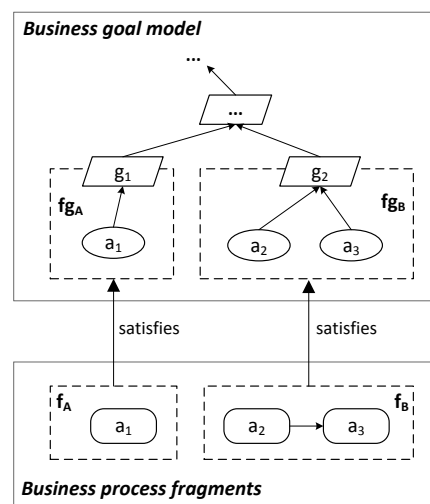 Business goal model
...
...
g1
g2
fgA
fgB
a1
a2
a3
satisfies
satisfies
fA
fB
a1
a2
a3
Business process fragments